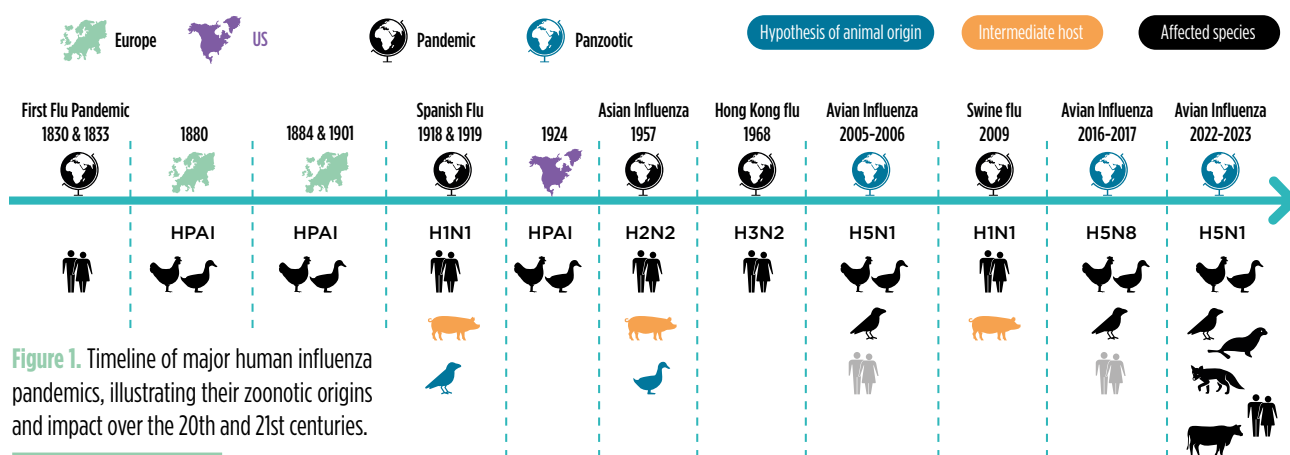 Europe
US
Pandemic
Panzootic
Hypothesis of animal origin
Intermediate host
Affected species
First Flu Pandemic
1830 & 1833
1880
1884 & 1901
Spanish Flu
1918 & 1919
1924
Asian Influenza
1957
Hong Kong flu
1968
Avian Influenza
2005-2006
Swine flu
2009
Avian Influenza
2016-2017
Avian Influenza
2022-2023
HPAI
HPAI
H1N1
HPAI
H2N2
H3N2
H5N1
H1N1
H5N8
H5N1
Figure 1. Timeline of major human influenza
pandemics, illustrating their zoonotic origins
and impact over the 20th and 21st centuries.